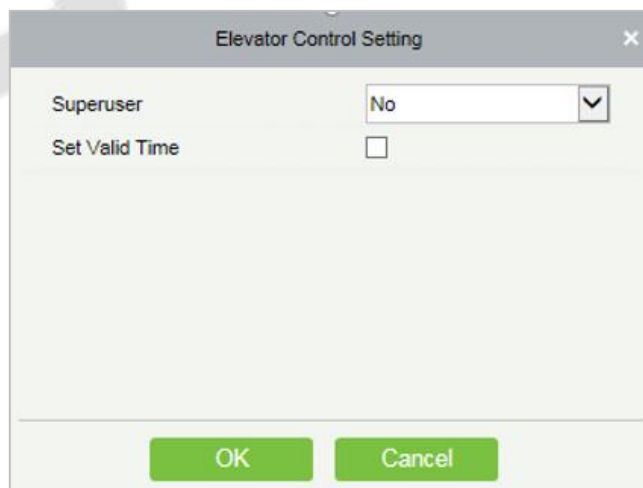 Elevator Control Setting
Superuser No
Set Valid Time
OK Cancel